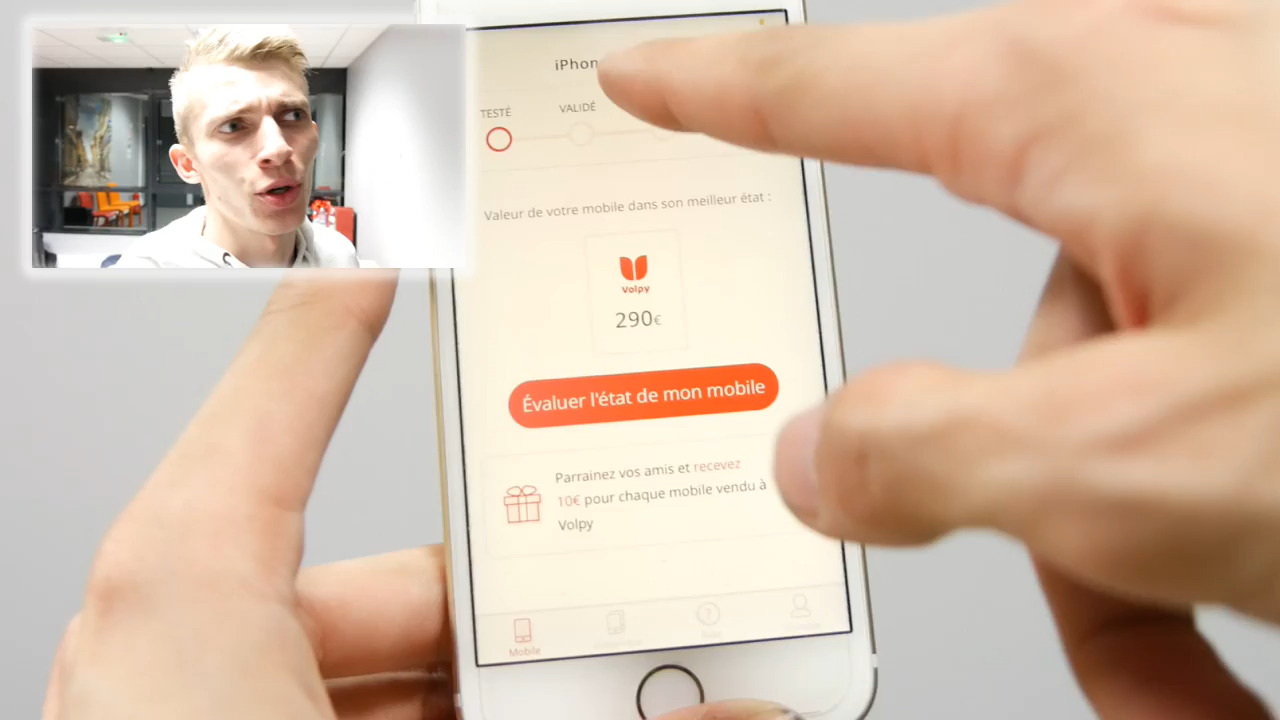 iPhon
TESTÉ
VALIDÉ
Valeur de votre mobile dans son meilleur état :
Volpy
290€
Évaluer l'état de mon mobile
Parrainez vos amis et recevez
10€ pour chaque mobile vendu à
Volpy
Mobile